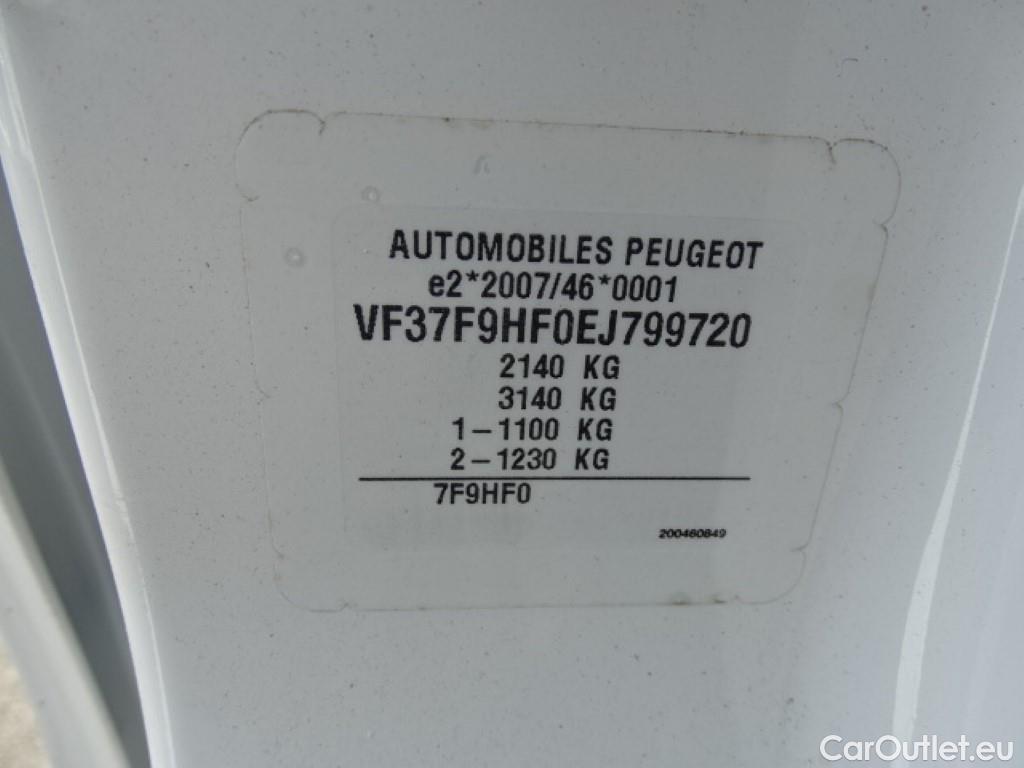 AUTOMOBILES PEUGEOT
e2*2007/46*0001
VF37F9HF0EJ799720
2140 KG
3140 KG
1-1100 KG
2-1230 KG
7F9HF0
200460849
CarOutlet.eu